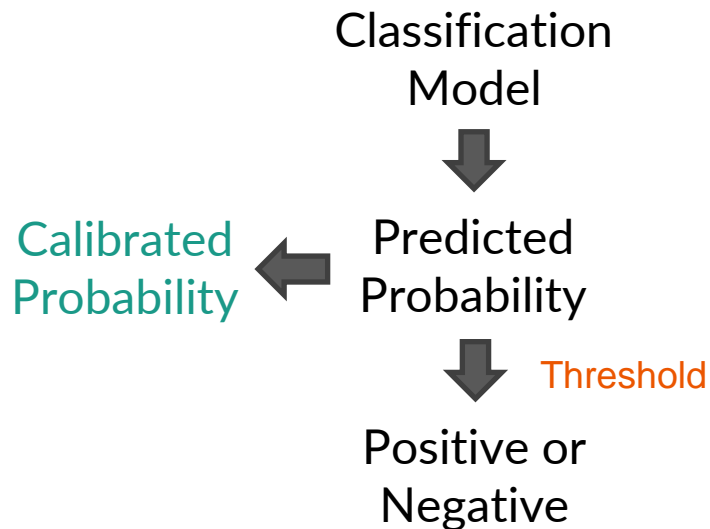 Classification
Model
Calibrated
Probability
Predicted
Probability
Threshold
Positive or
Negative